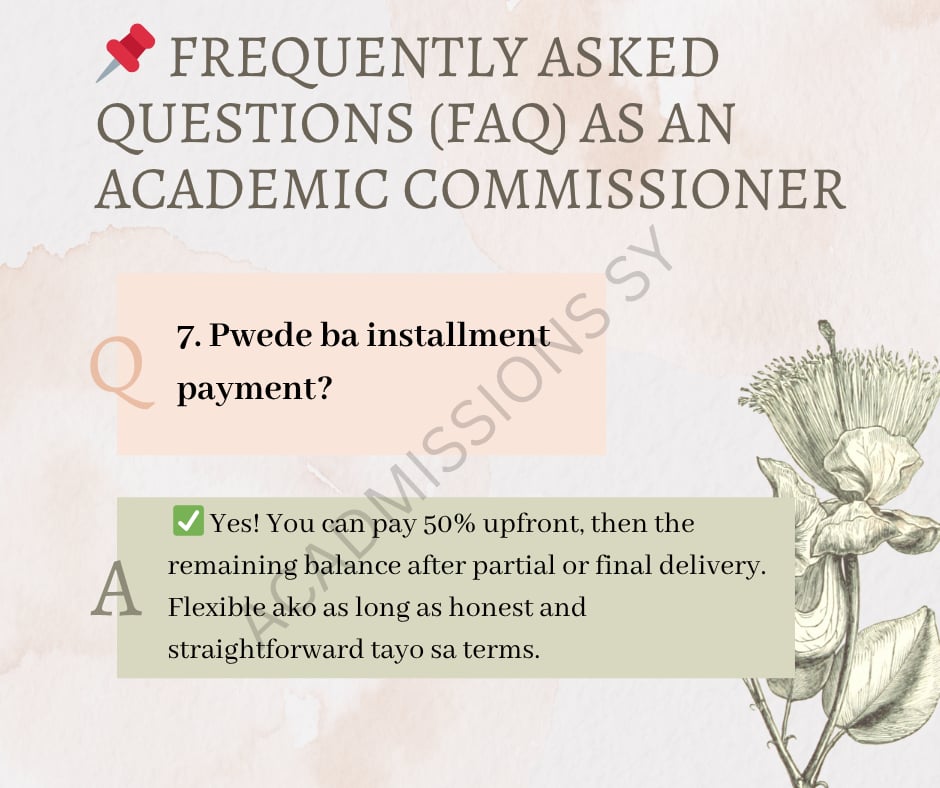 📌 FREQUENTLY ASKED
QUESTIONS (FAQ) AS AN
ACADEMIC COMMISSIONER
Q
7. Pwede ba installment
payment?
A
✅ Yes! You can pay 50% upfront, then the
remaining balance after partial or final delivery.
Flexible ako as long as honest and
straightforward tayo sa terms.
ACADMISSIONS SY